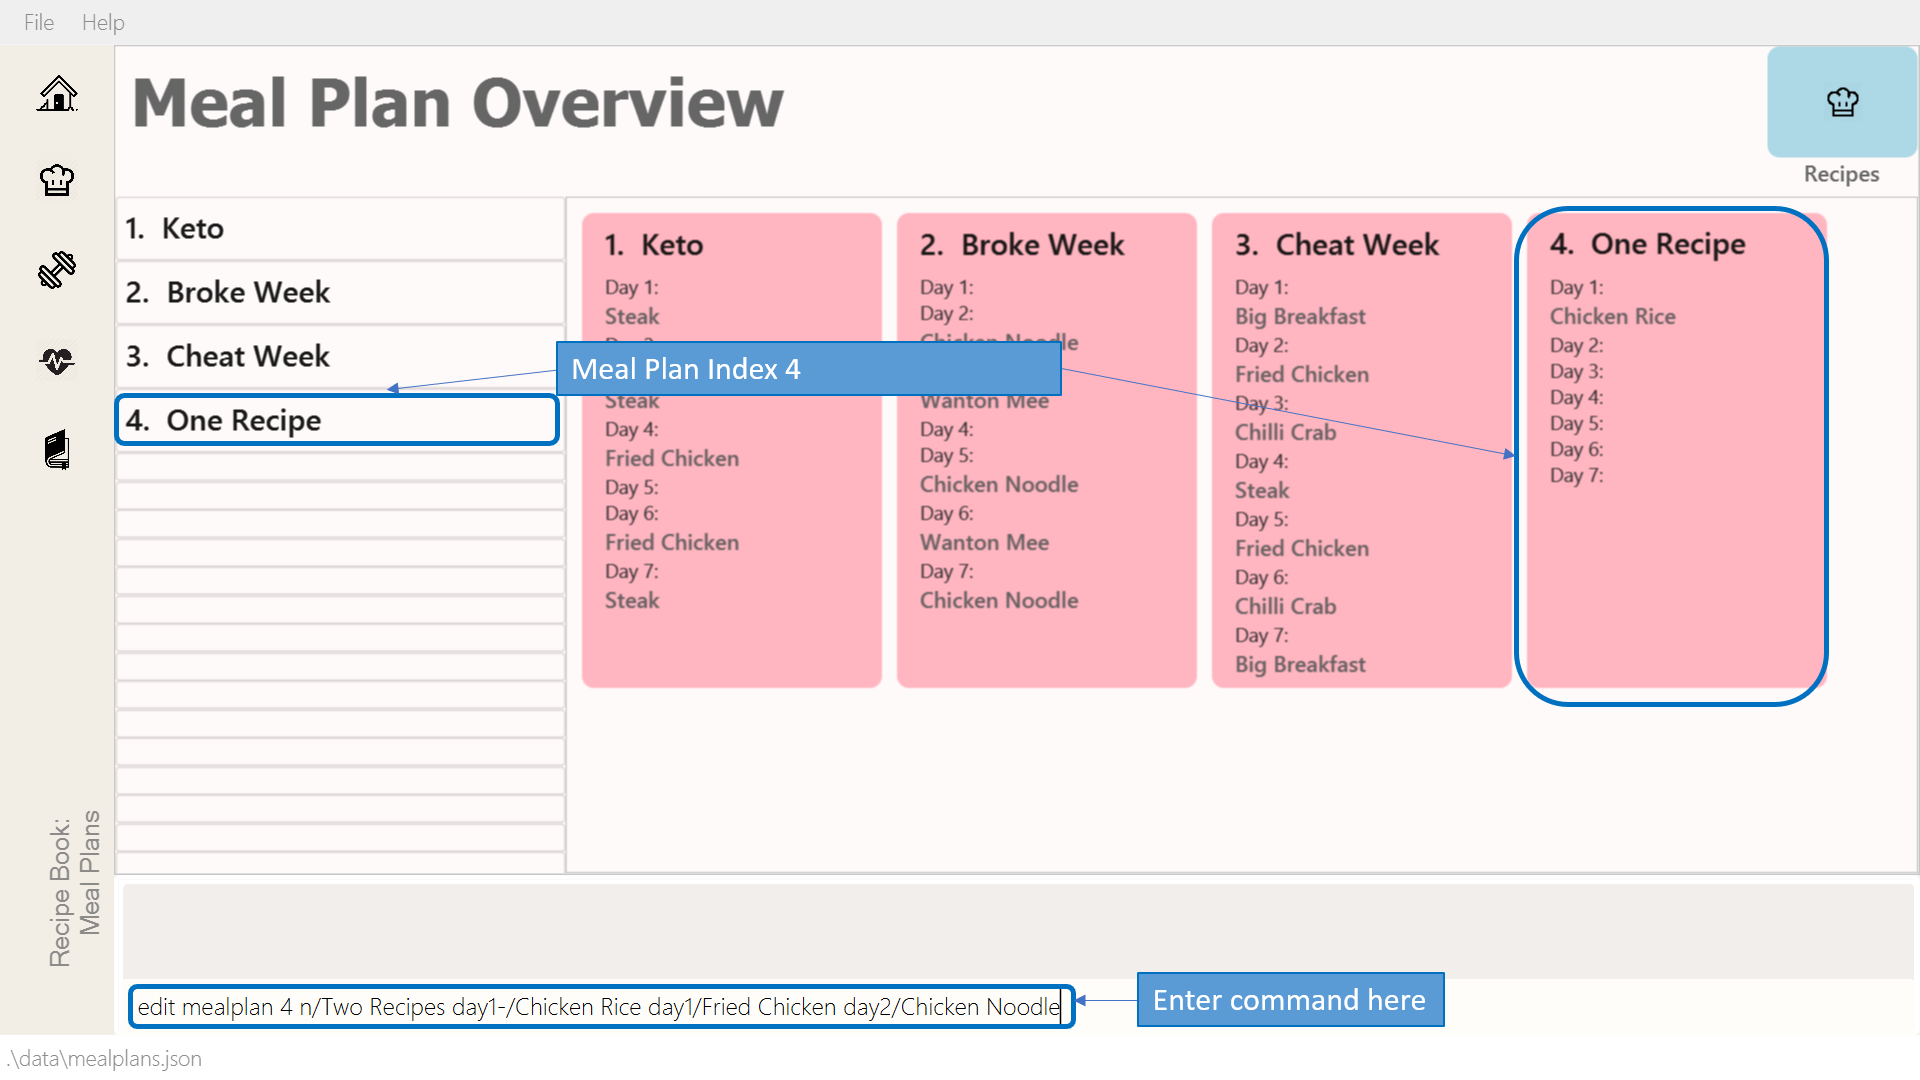 File Help
Meal Plan Overview
Recipes
1. Keto
2. Broke Week
3. Cheat Week
4. One Recipe
1. Keto
Day 1:
Steak
Steak
Day 4:
Fried Chicken
Day 5:
Day 6:
Fried Chicken
Day 7:
Steak
2. Broke Week
Day 1:
Day 2:
Chicken Noodle
Wanton Mee
Day 4:
Day 5:
Chicken Noodle
Day 6:
Wanton Mee
Day 7:
Chicken Noodle
3. Cheat Week
Day 1:
Big Breakfast
Day 2:
Fried Chicken
Day 3:
Chilli Crab
Day 4:
Steak
Day 5:
Fried Chicken
Day 6:
Chilli Crab
Day 7:
Big Breakfast
4. One Recipe
Day 1:
Chicken Rice
Day 2:
Day 3:
Day 4:
Day 5:
Day 6:
Day 7:
Meal Plan Index 4
Recipe Book:
Meal Plans
edit mealplan 4 n/Two Recipes day1-/Chicken Rice day1/Fried Chicken day2/Chicken Noodle
Enter command here
.\data\mealplans.json